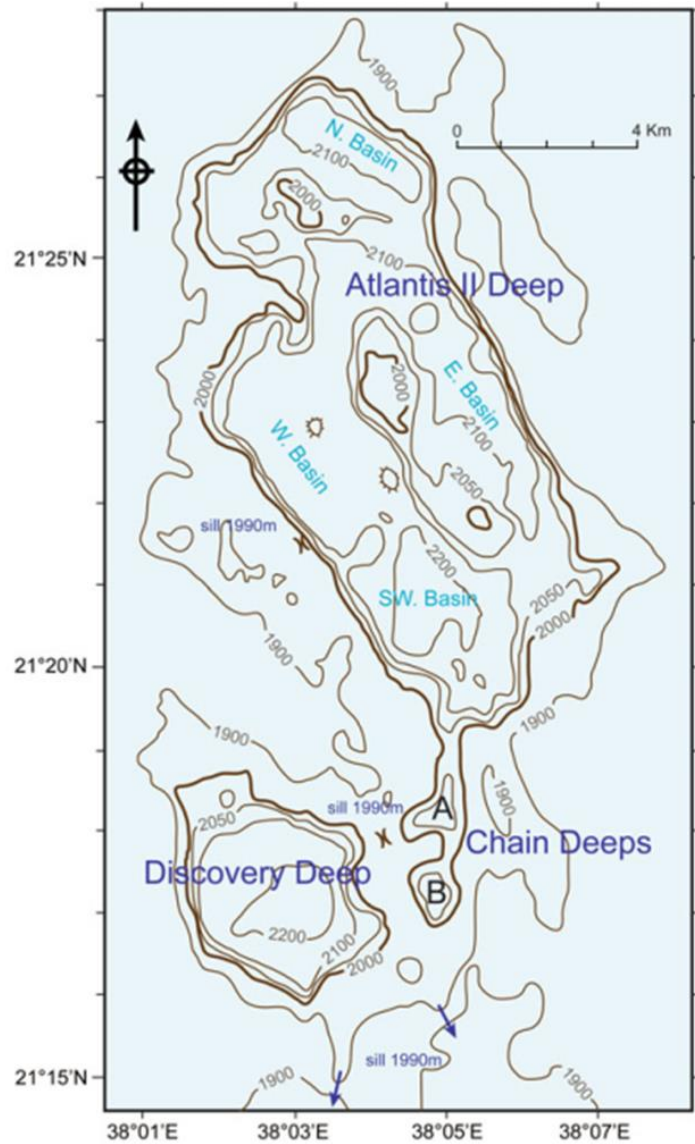 1900
N. Basin
0
4 Km
2100
2000
21°25'N
2100
Atlantis II Deep
2000
2000
E. Basin
W. Basin
2100
2050
sill 1990m
2200
SW. Basin
2050
2000
21°20'N
1900
1900
1900
1900
sill 1990m
A
2050
Chain Deeps
Discovery Deep
B
2200
2100
2000
sill 1990m
21°15'N
1900
1900
38°01'E
38°03'E
38°05'E
38°07'E